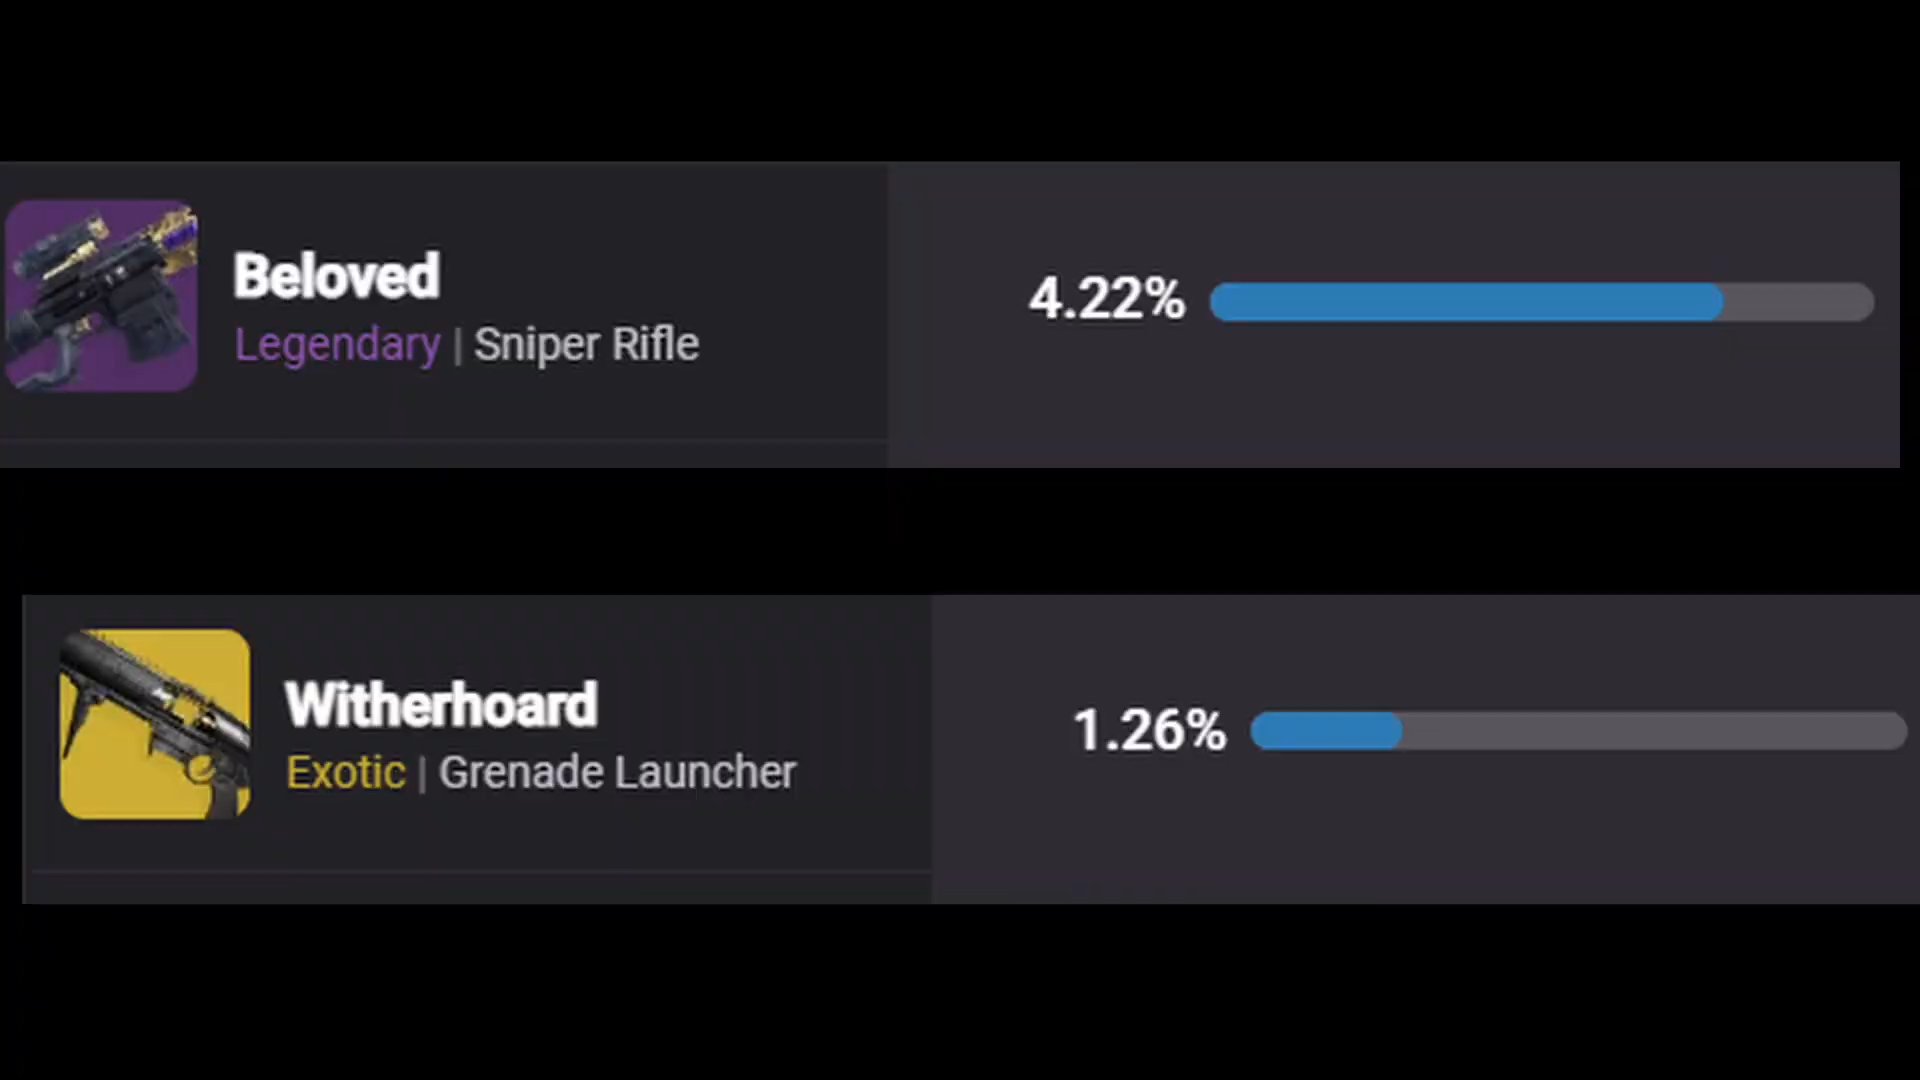 Beloved
Legendary | Sniper Rifle
4.22%
Witherhoard
Exotic | Grenade Launcher
1.26%